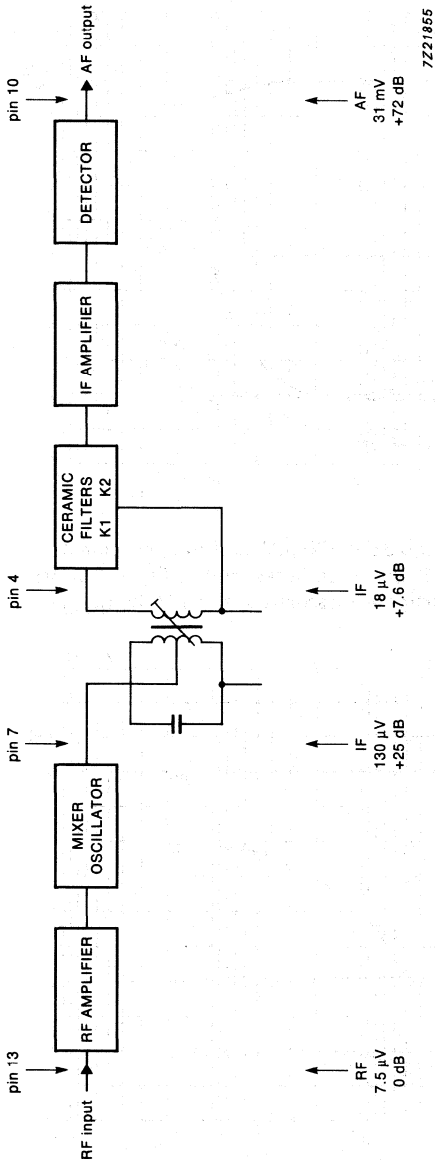 pin 13
pin 7
pin 4
pin 10
RF input
RF AMPLIFIER
MIXER
OSCILLATOR
CERAMIC
FILTERS
K1 K2
IF AMPLIFIER
DETECTOR
AF output
RF
7.5 µV
0 dB
IF
130 µV
+25 dB
IF
18 µV
+7.6 dB
AF
31 mV
+72 dB
7Z21855